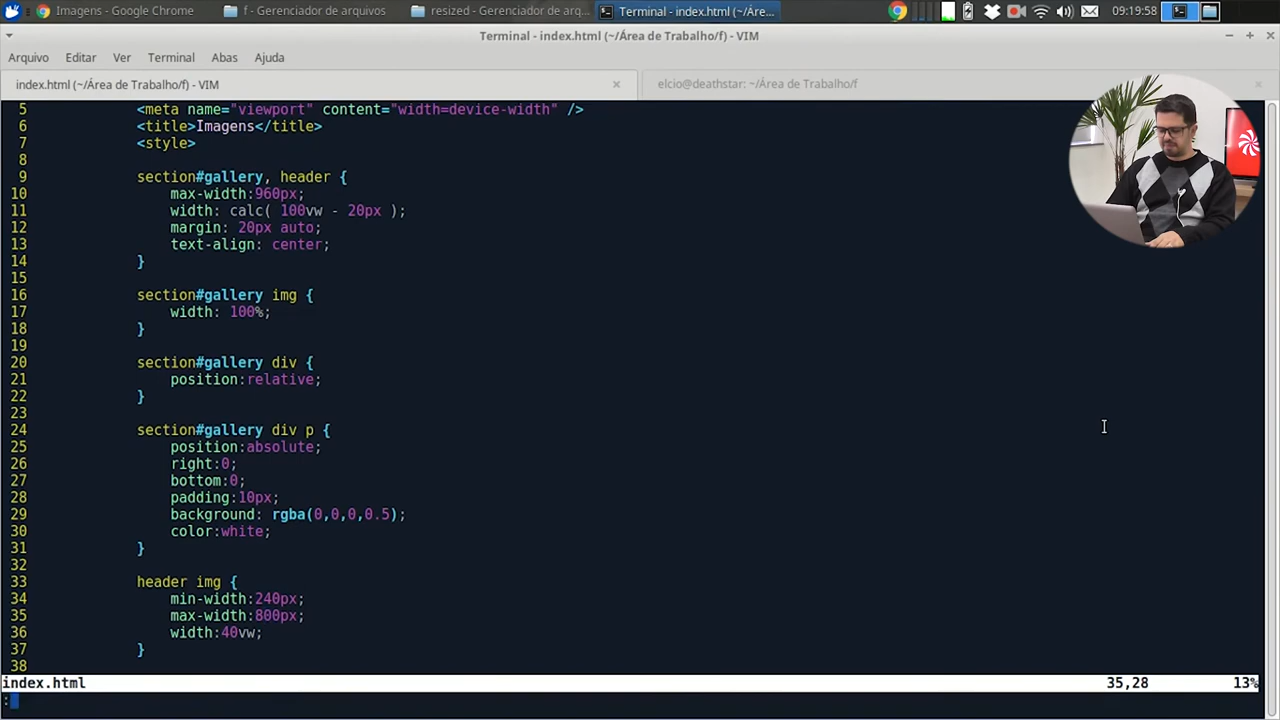 Imagens - Google Chrome
f - Gerenciador de arquivos
resized - Gerenciador de arq...
Terminal - index.html (~/Áre...
09:19:58
Terminal - index.html (~/Área de Trabalho/f) - VIM
Arquivo Editar Ver Terminal Abas Ajuda
index.html (~/Área de Trabalho/f) - VIM
elcio@deathstar: ~/Área de Trabalho/f
5 <meta name="viewport" content="width=device-width" />
6 <title>Imagens</title>
7 <style>
8
9 section#gallery, header {
10 max-width:960px;
11 width: calc( 100vw - 20px );
12 margin: 20px auto;
13 text-align: center;
14 }
15
16 section#gallery img {
17 width: 100%;
18 }
19
20 section#gallery div {
21 position:relative;
22 }
23
24 section#gallery div p {
25 position:absolute;
26 right:0;
27 bottom:0;
28 padding:10px;
29 background: rgba(0,0,0,0.5);
30 color:white;
31 }
32
33 header img {
34 min-width:240px;
35 max-width:800px;
36 width:40vw;
37 }
38
index.html 35,28 13%
: